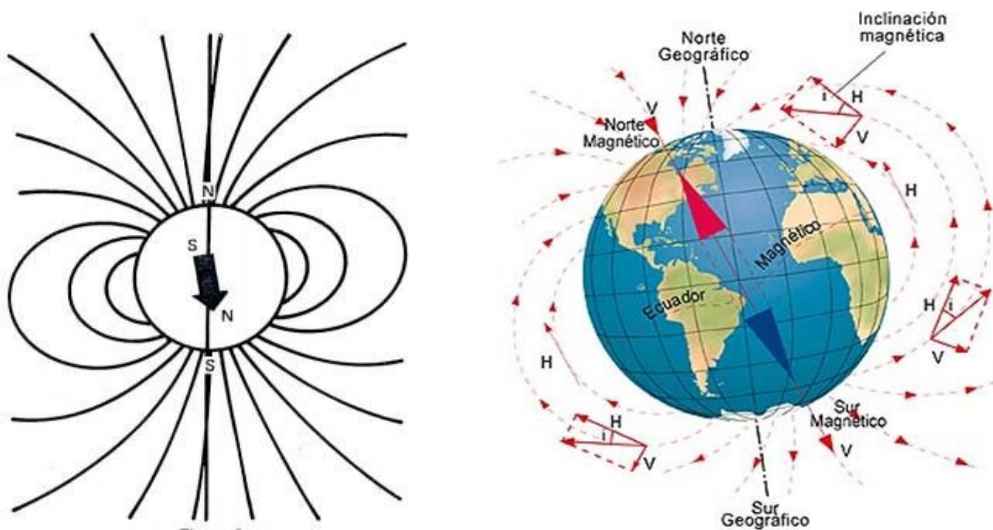 N
S
N
S
Inclinación
magnética
Norte
Geográfico
V
Norte
Magnético
i
H
V
H
Magnético
Ecuador
H
H
i
V
H
i
V
Sur
Magnético
V
Sur
Geográfico